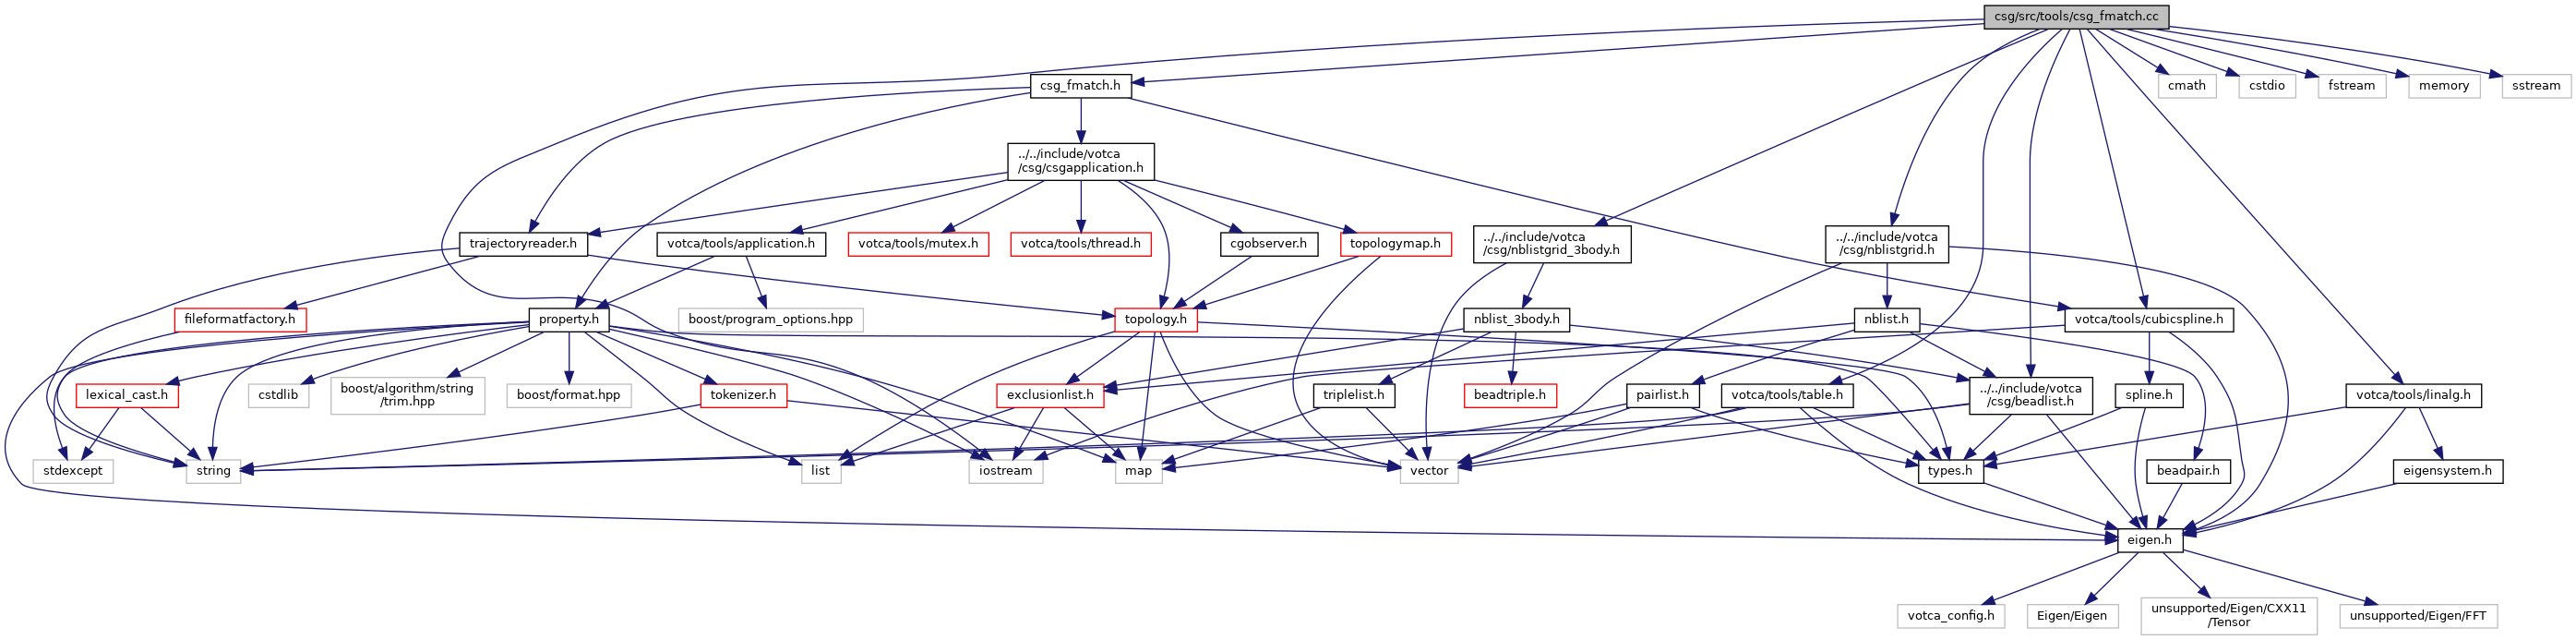 csg/src/tools/csg_fmatch.cc
csg_fmatch.h
cmath
cstdio
fstream
memory
sstream
../../include/votca
/csg/csgapplication.h
trajectoryreader.h
votca/tools/application.h
votca/tools/mutex.h
votca/tools/thread.h
cgobserver.h
topologymap.h
../../include/votca
/csg/nblistgrid_3body.h
../../include/votca
/csg/nblistgrid.h
fileformatfactory.h
property.h
boost/program_options.hpp
topology.h
nblist_3body.h
nblist.h
votca/tools/cubicspline.h
lexical_cast.h
cstdlib
boost/algorithm/string
/trim.hpp
boost/format.hpp
tokenizer.h
exclusionlist.h
triplelist.h
beadtriple.h
pairlist.h
votca/tools/table.h
../../include/votca
/csg/beadlist.h
spline.h
votca/tools/linalg.h
stdexcept
string
list
iostream
map
vector
types.h
beadpair.h
eigensystem.h
eigen.h
votca_config.h
Eigen/Eigen
unsupported/Eigen/CXX11
/Tensor
unsupported/Eigen/FFT